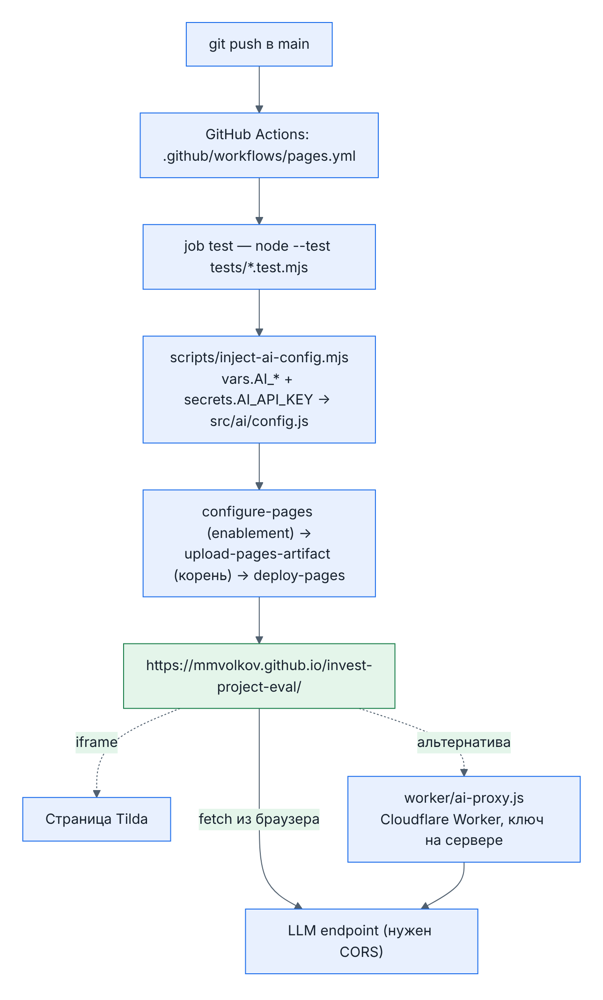 git push в main
GitHub Actions:
.github/workflows/pages.yml
job test — node --test
tests/*.test.mjs
scripts/inject-ai-config.mjs
vars.AI_* +
secrets.AI_API_KEY →
src/ai/config.js
configure-pages
(enablement) →
upload-pages-artifact
(корень) → deploy-pages
https://mmvolkov.github.io/invest-
project-eval/
iframe
альтернатива
Страница Tilda
fetch из браузера
worker/ai-proxy.js
Cloudflare Worker, ключ
на сервере
LLM endpoint (нужен
CORS)